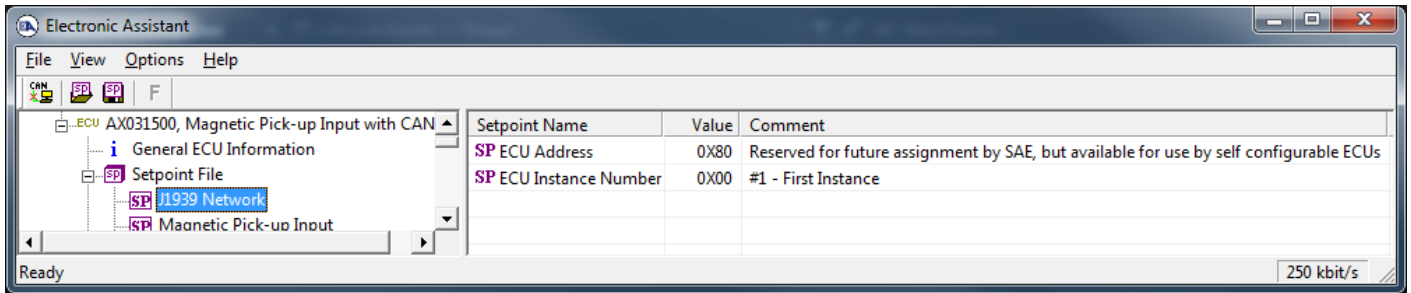 Electronic Assistant
File View Options Help
CAN SP SP F
ECU AX031500, Magnetic Pick-up Input with CAN
i General ECU Information
SP Setpoint File
SP J1939 Network
SP Magnetic Pick-up Input
Setpoint Name Value Comment
SP ECU Address 0X80 Reserved for future assignment by SAE, but available for use by self configurable ECUs
SP ECU Instance Number 0X00 #1 - First Instance
Ready 250 kbit/s